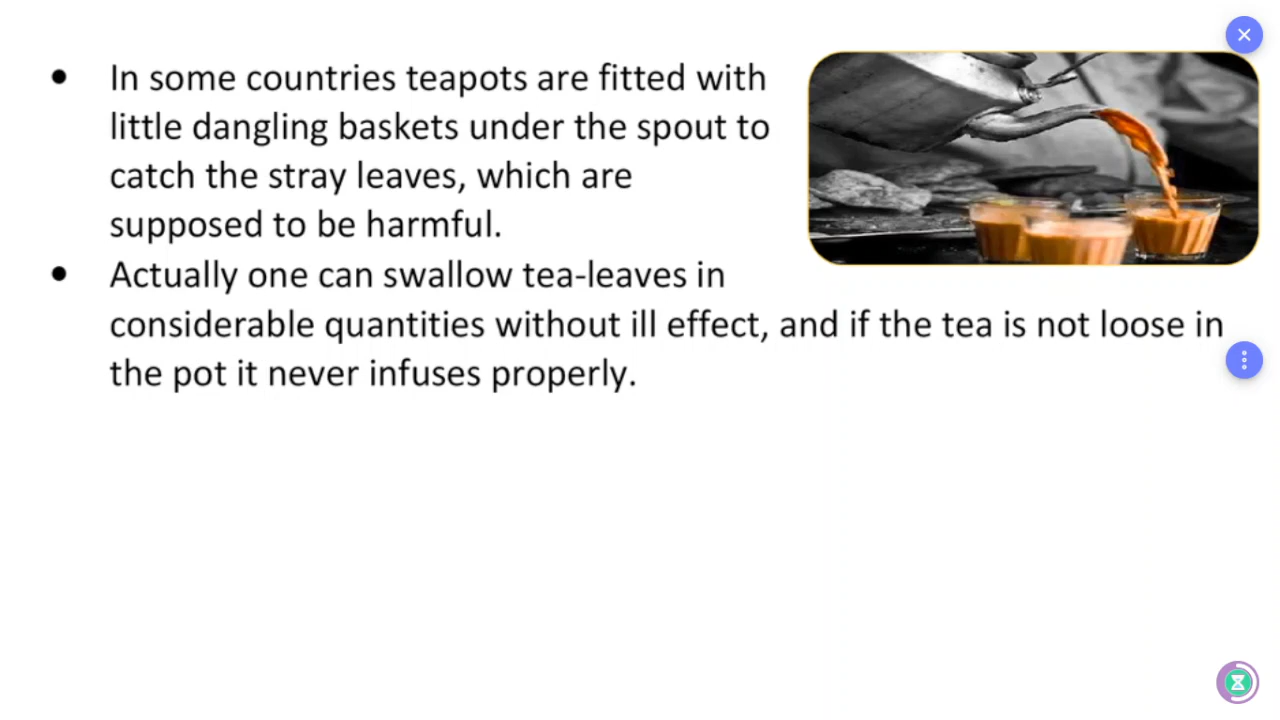 • In some countries teapots are fitted with
little dangling baskets under the spout to
catch the stray leaves, which are
supposed to be harmful.
• Actually one can swallow tea-leaves in
considerable quantities without ill effect, and if the tea is not loose in
the pot it never infuses properly.